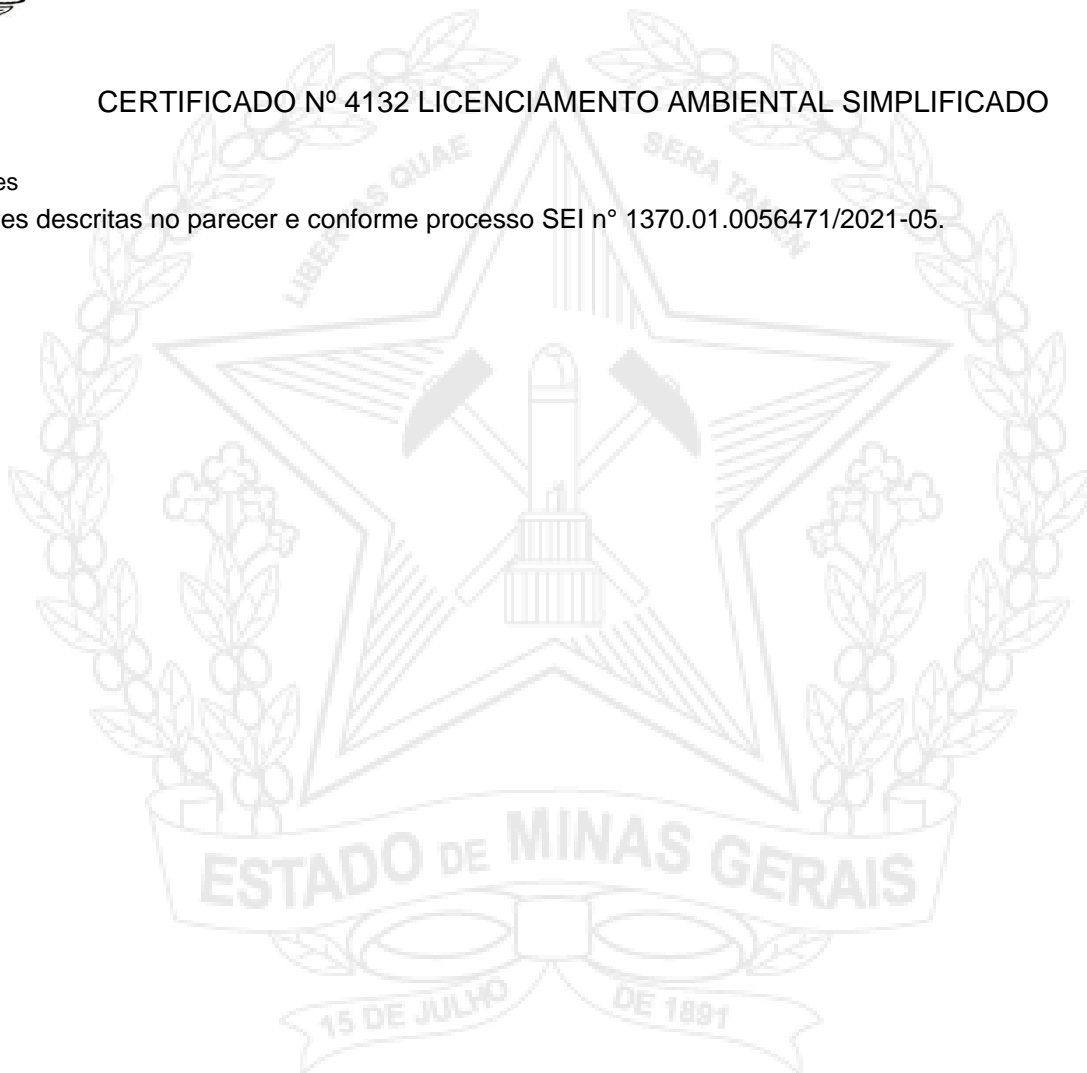 CERTIFICADO Nº 4132 LICENCIAMENTO AMBIENTAL SIMPLIFICADO
es
es descritas no parecer e conforme processo SEI n° 1370.01.0056471/2021-05.
LIBERTAS QUAE SERA TAMEN
ESTADO DE MINAS GERAIS
15 DE JULHO DE 1891